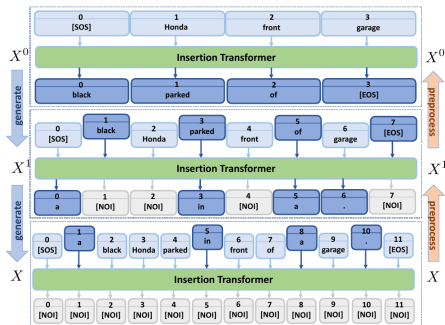 0 1 2 3
[SOS] Honda front garage
X⁰ Insertion Transformer X⁰
0 1 2 3
black parked of [EOS]
generate preprocess
0 1 2 3 4 5 6 7
[SOS] black Honda parked front of garage [EOS]
X¹ Insertion Transformer X¹
0 1 2 3 4 5 6 7
a [NOI] [NOI] in [NOI] a . [NOI]
generate preprocess
0 1 2 3 4 5 6 7 8 9 10 11
[SOS] a black Honda parked in front of a garage . [EOS]
X Insertion Transformer X
0 1 2 3 4 5 6 7 8 9 10 11
[NOI] [NOI] [NOI] [NOI] [NOI] [NOI] [NOI] [NOI] [NOI] [NOI] [NOI] [NOI]